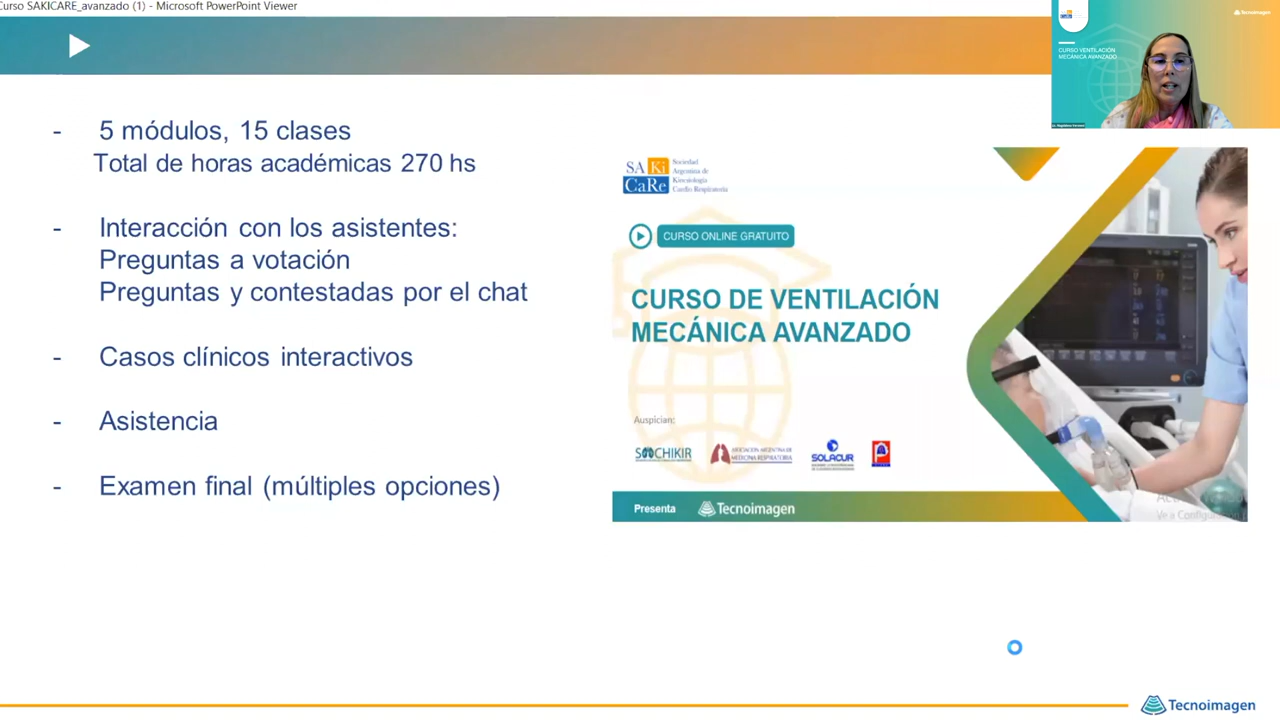 Curso SAKICARE_avanzado (1) - Microsoft PowerPoint Viewer
Tecnoimagen
CURSO VENTILACIÓN
MECÁNICA AVANZADO
- 5 módulos, 15 clases
Total de horas académicas 270 hs
- Interacción con los asistentes:
Preguntas a votación
Preguntas y contestadas por el chat
- Casos clínicos interactivos
- Asistencia
- Examen final (múltiples opciones)
SA Ki
CaRe
Sociedad
Argentina de
Kinesiología
Cardio Respiratoria
CURSO ONLINE GRATUITO
CURSO DE VENTILACIÓN
MECÁNICA AVANZADO
Auspician:
SOCHIKIR
ASOCIACIÓN ARGENTINA DE
MEDICINA RESPIRATORIA
SOLACUR
Presenta
Tecnoimagen
Ve a Configuración
Tecnoimagen